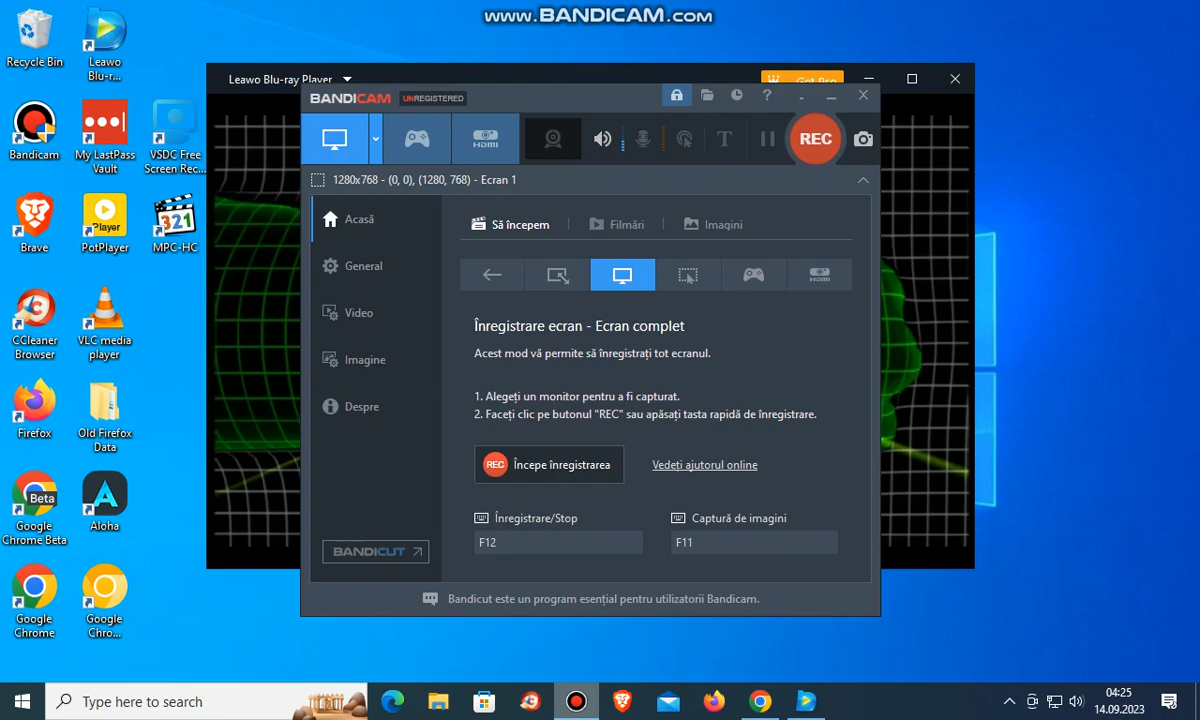 www.BANDICAM.com
Recycle Bin
Leawo
Blu-r...
Bandicam
My LastPass
Vault
VSDC Free
Screen Rec...
Brave
PotPlayer
Player
MPC-HC
321
CCleaner
Browser
VLC media
player
Firefox
Old Firefox
Data
Beta
Google
Chrome Beta
Aloha
Google
Chrome
Google
Chro...
Leawo Blu-ray Player
Get Pro
BANDICAM UNREGISTERED
HDMI
REC
1280x768 - (0, 0), (1280, 768) - Ecran 1
Acasă
General
Video
Imagine
Despre
BANDICUT
Să începem
Filmări
Imagini
HDMI
Înregistrare ecran - Ecran complet
Acest mod vă permite să înregistrați tot ecranul.
1. Alegeți un monitor pentru a fi capturat.
2. Faceți clic pe butonul "REC" sau apăsați tasta rapidă de înregistrare.
REC Începe înregistrarea
Vedeți ajutorul online
Înregistrare/Stop
F12
Captură de imagini
F11
Bandicut este un program esențial pentru utilizatorii Bandicam.
Type here to search
04:25
14.09.2023